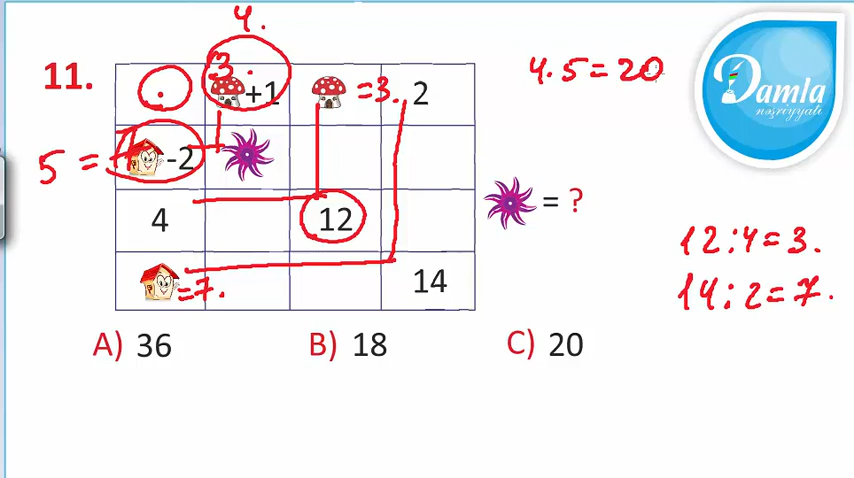 4.
11.
. 3 . +1 =3. 2
4.5=20
Damla
nəşriyyatı
5 = 7 -2
4 12
= ?
12:4=3.
=7. 14
14:2=7.
A) 36 B) 18 C) 20